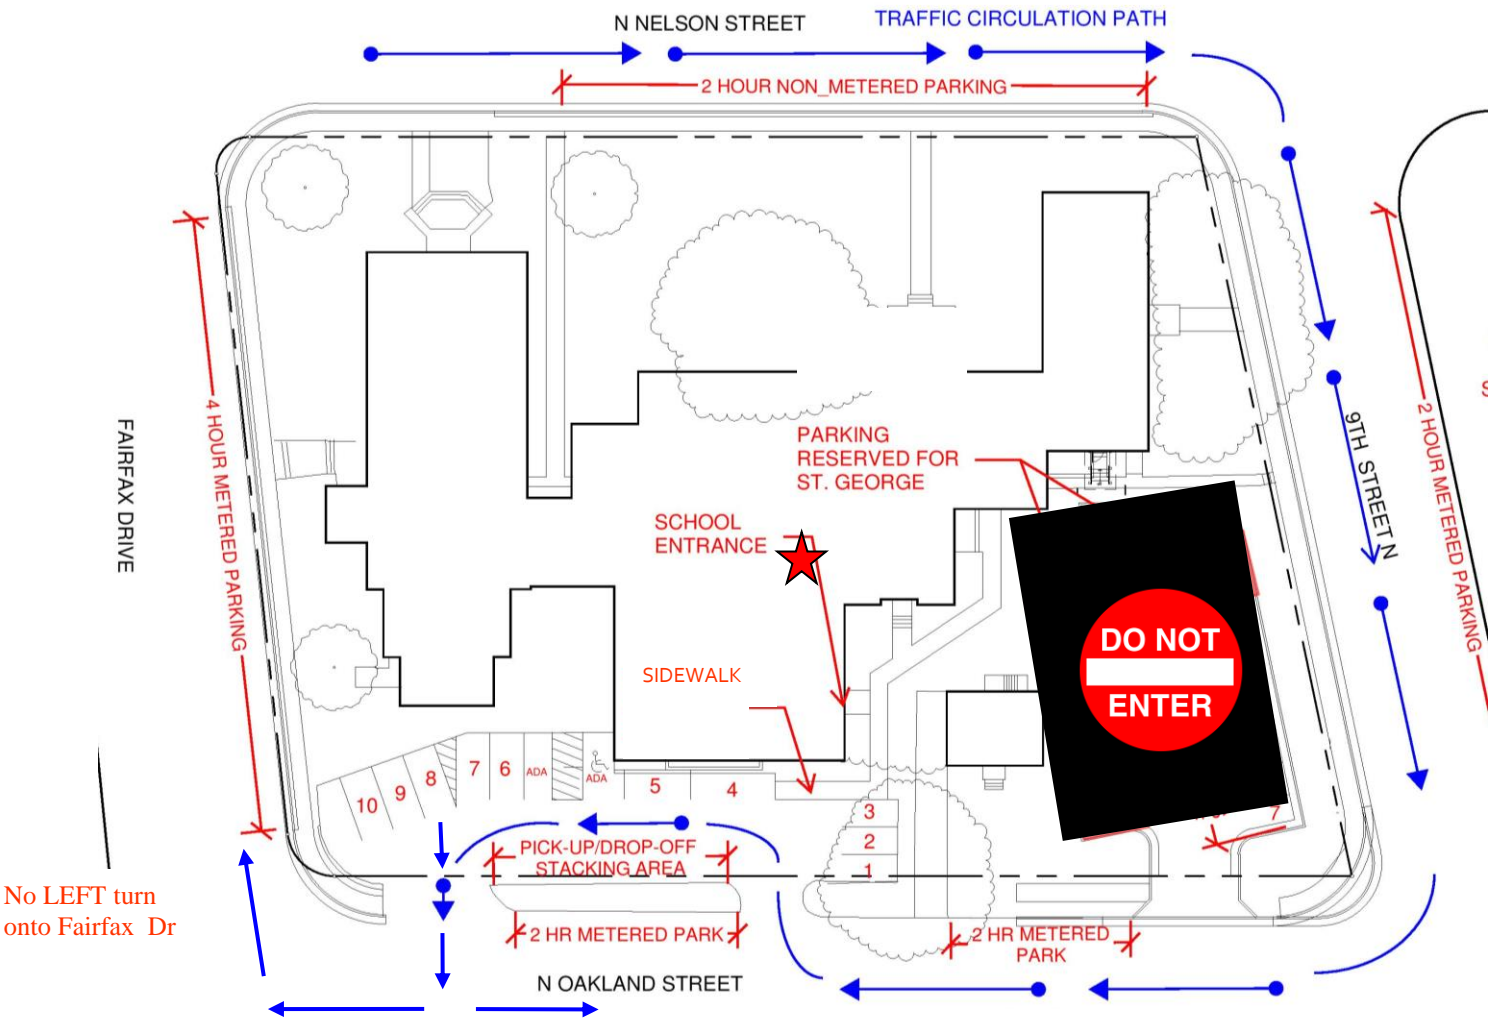 N NELSON STREET
TRAFFIC CIRCULATION PATH
2 HOUR NON_METERED PARKING
4 HOUR METERED PARKING
FAIRFAX DRIVE
PARKING
RESERVED FOR
ST. GEORGE
SCHOOL
ENTRANCE
9TH STREET N
2 HOUR METERED PARKING
DO NOT
ENTER
SIDEWALK
10
9
8
7
6
ADA
ADA
5
4
3
2
1
7
PICK-UP/DROP-OFF
STACKING AREA
2 HR METERED PARK
2 HR METERED
PARK
No LEFT turn
onto Fairfax Dr
N OAKLAND STREET